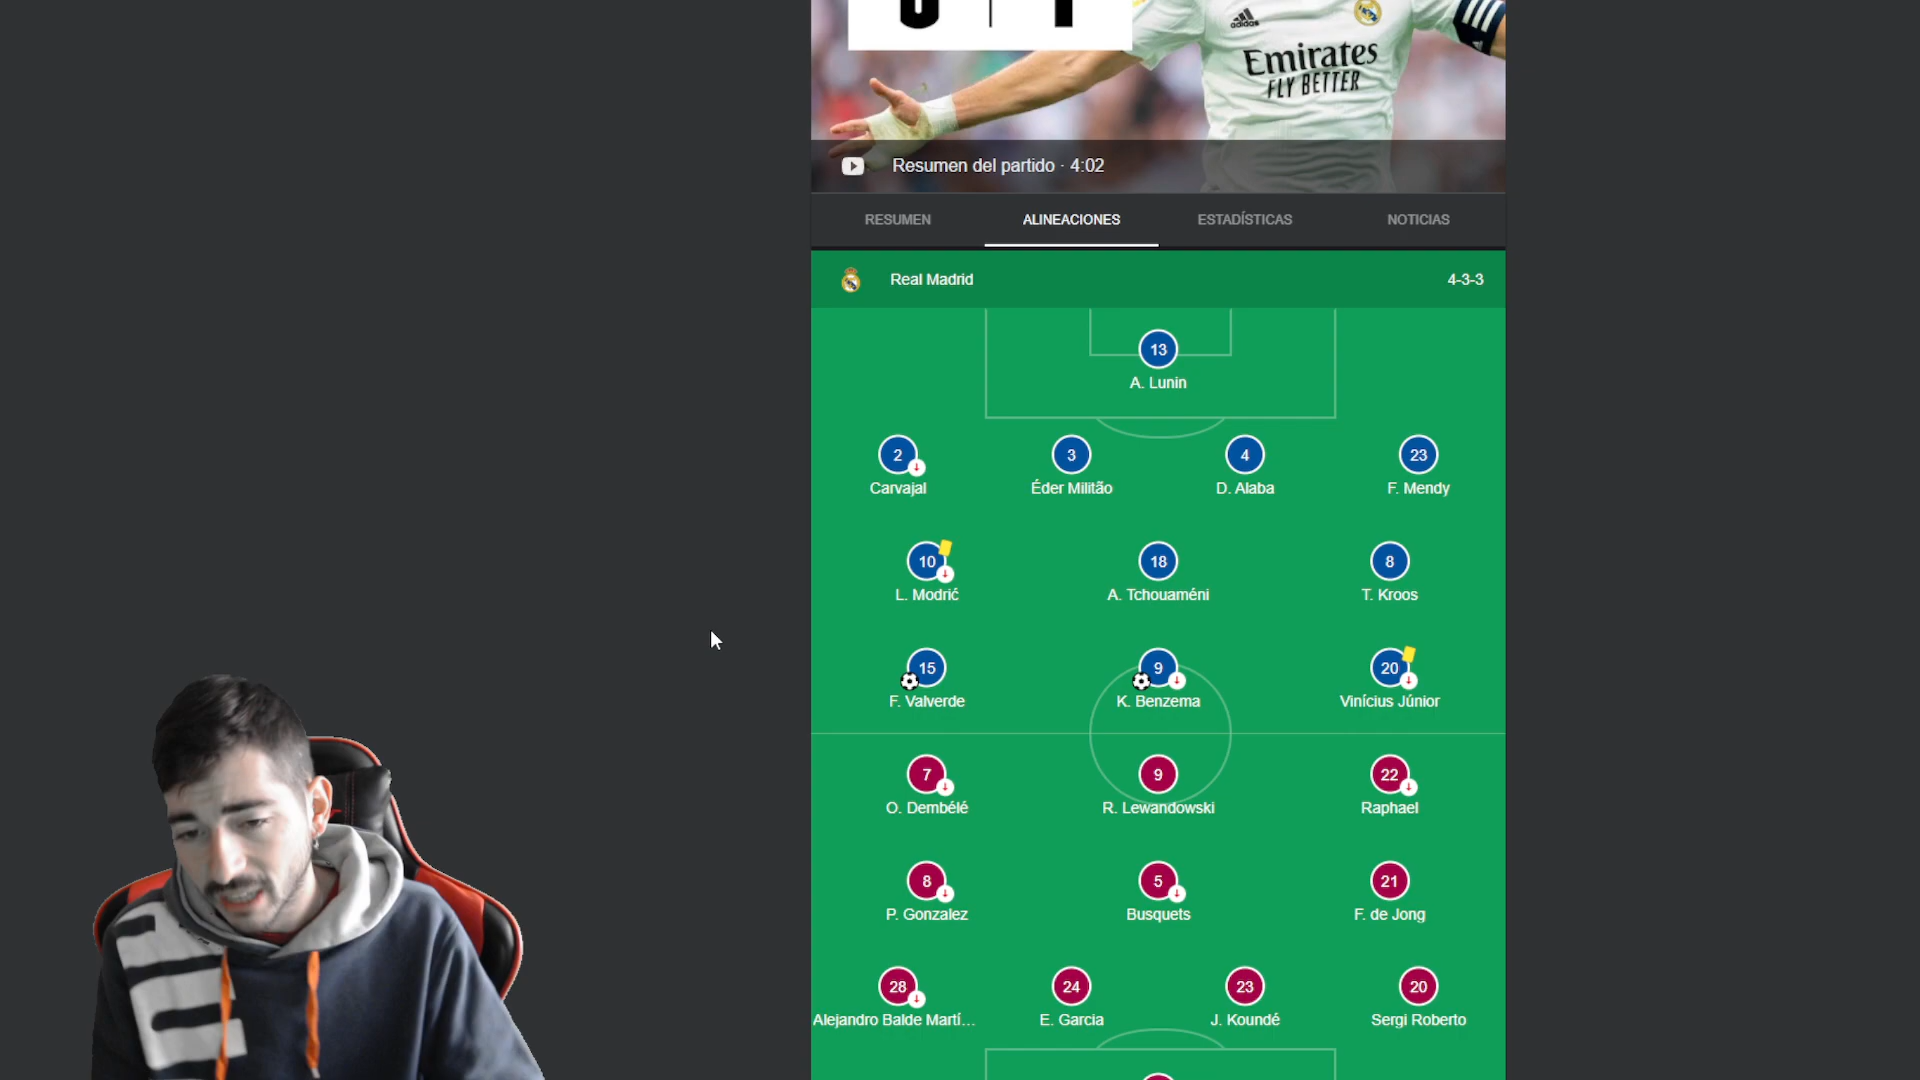 3 | 1
adidas
Emirates
FLY BETTER
Resumen del partido · 4:02
RESUMEN
ALINEACIONES
ESTADÍSTICAS
NOTICIAS
Real Madrid
4-3-3
13
A. Lunin
2
3
4
23
Carvajal
Éder Militão
D. Alaba
F. Mendy
10
18
8
L. Modrić
A. Tchouaméni
T. Kroos
15
9
20
F. Valverde
K. Benzema
Vinícius Júnior
7
9
22
O. Dembélé
R. Lewandowski
Raphael
8
5
21
P. Gonzalez
Busquets
F. de Jong
28
24
23
20
Alejandro Balde Martí...
E. Garcia
J. Koundé
Sergi Roberto